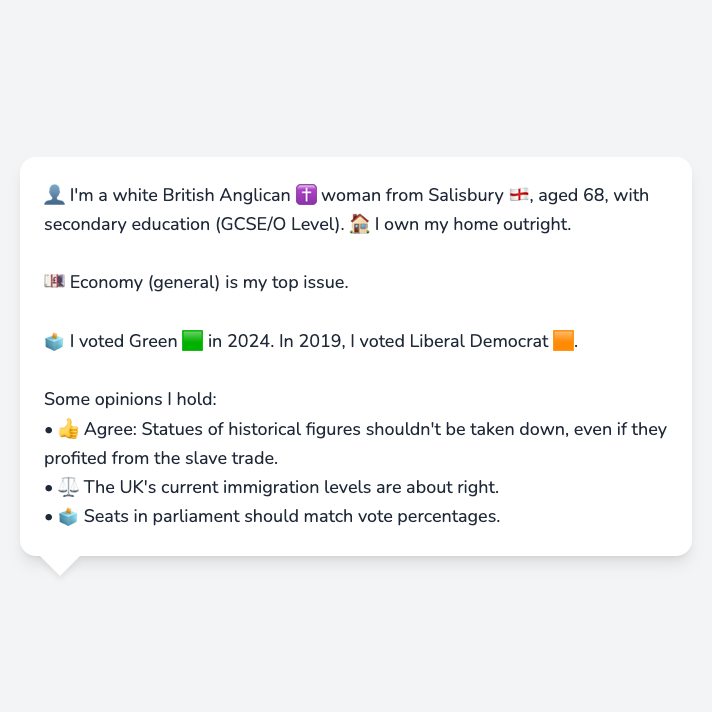 👤 I'm a white British Anglican ✝️ woman from Salisbury 🏴󠁧󠁢󠁥󠁮󠁧󠁿, aged 68, with
secondary education (GCSE/O Level). 🏠 I own my home outright.
💷 Economy (general) is my top issue.
🗳️ I voted Green 🟩 in 2024. In 2019, I voted Liberal Democrat 🟧.
Some opinions I hold:
• 👍 Agree: Statues of historical figures shouldn't be taken down, even if they
profited from the slave trade.
• ⚖️ The UK's current immigration levels are about right.
• 🗳️ Seats in parliament should match vote percentages.